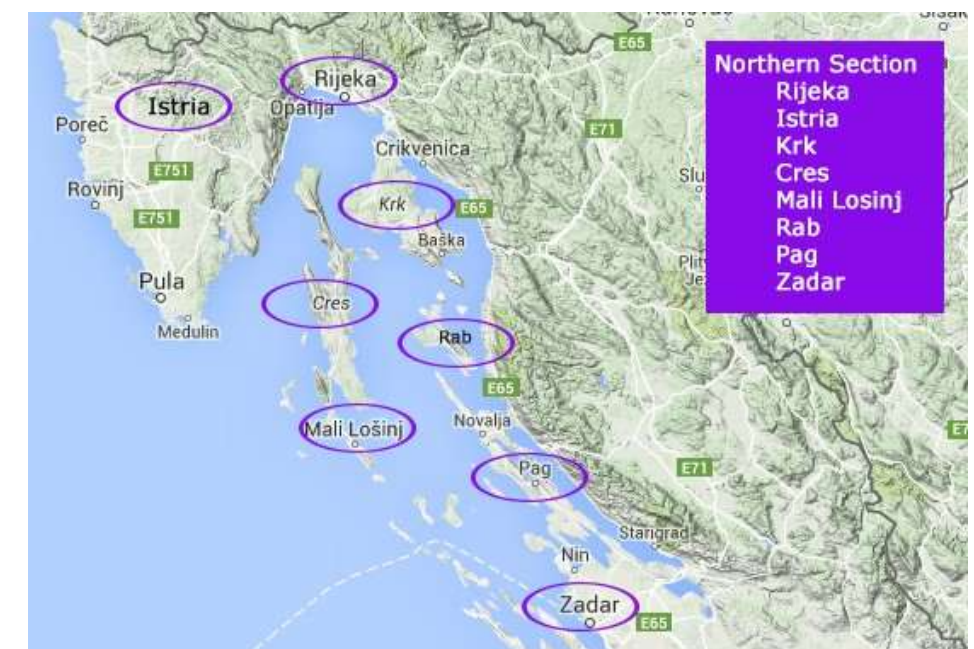 E65
Northern Section
Rijeka
Istria
Krk
Cres
Mali Losinj
Rab
Pag
Zadar
Rijeka
Istria
Opatija
Poreč
E71
Crikvenica
E751
Rovinj
Krk
E65
E751
Baška
Pula
Cres
Medulin
Rab
E65
Mali Lošinj
Novalja
Pag
E71
Starigrad
Nin
Zadar
E65